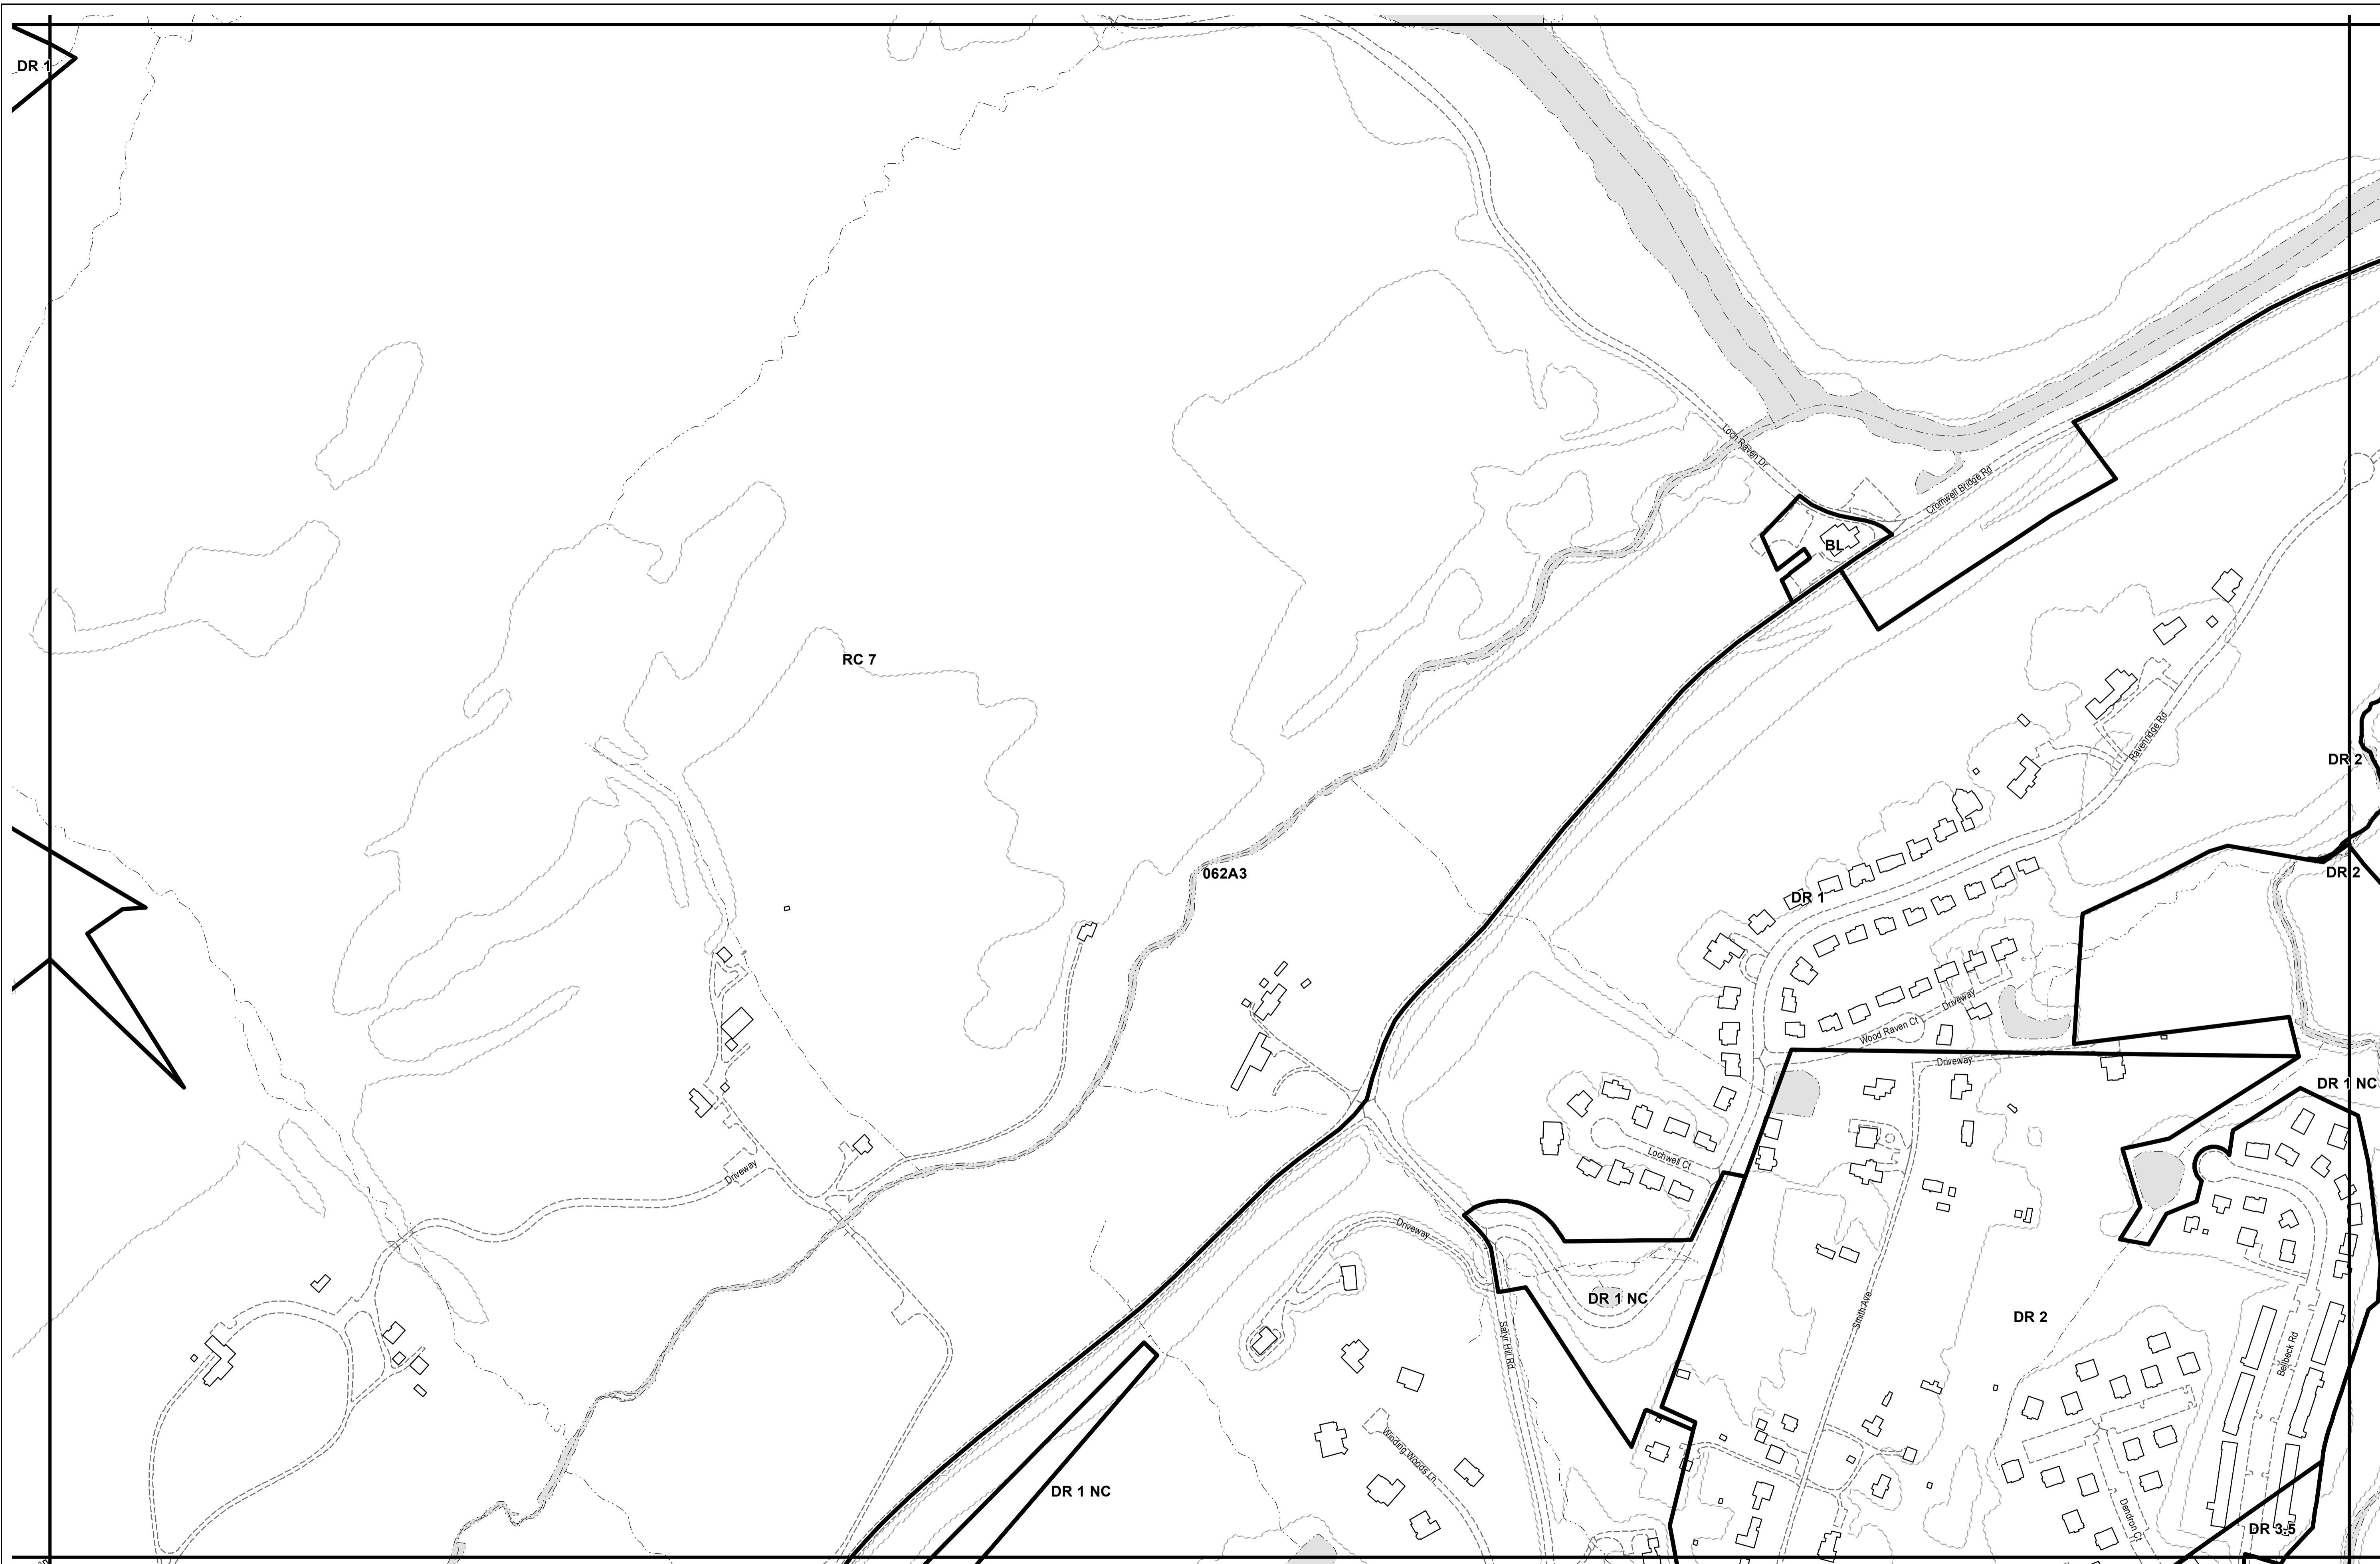 DR 1
Loch Raven Dr
Cromwell Bridge Rd
BL
RC 7
Ravenridge Rd
DR 2
062A3
DR 2
DR 1
Driveway
Wood Raven Ct
Driveway
DR 1 NC
Lochwell Ct
Driveway
Driveway
DR 1 NC
Smith Ave
DR 2
Satyr Hill Rd
Bellbeck Rd
Winding Woods Ln
DR 1 NC
Dendron Ct
DR 3-5